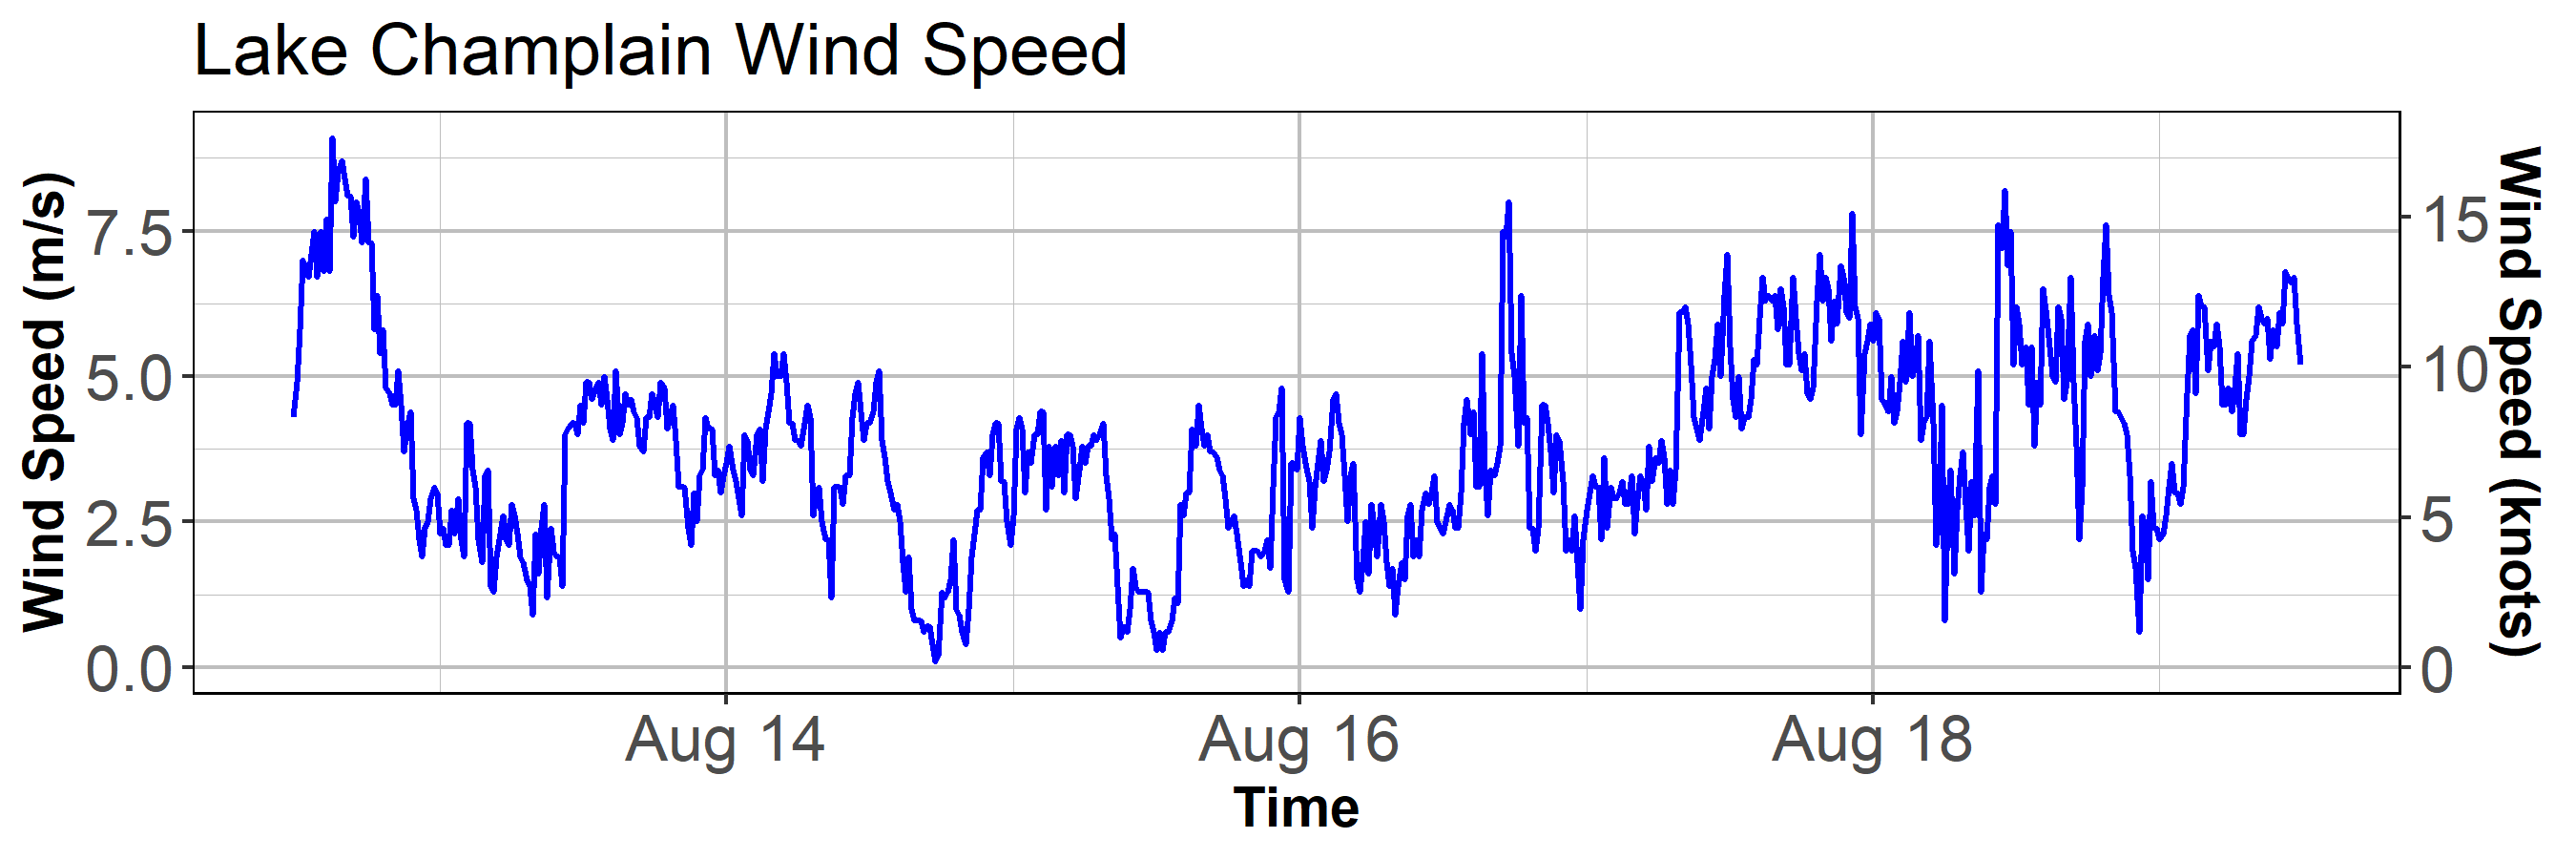 Lake Champlain Wind Speed
Wind Speed (m/s)
7.5
5.0
2.5
0.0
15
10
5
0
Wind Speed (knots)
Aug 14
Aug 16
Aug 18
Time